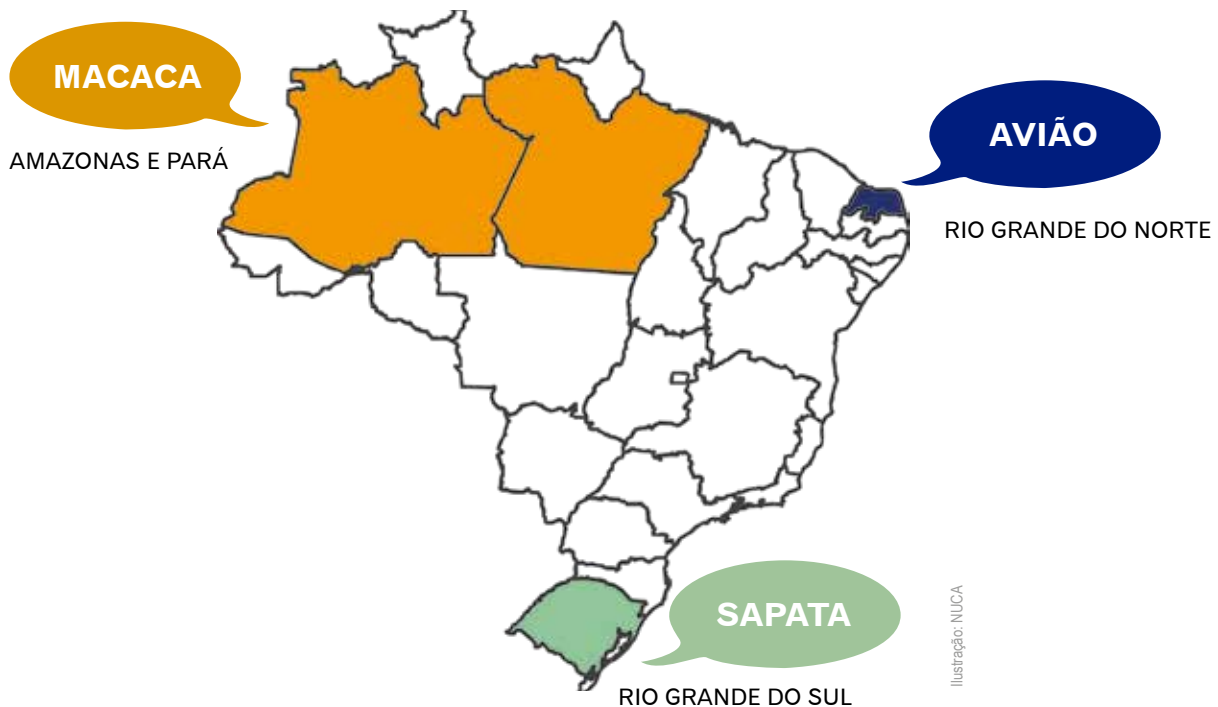 MACACA
AMAZONAS E PARÁ
AVIÃO
RIO GRANDE DO NORTE
SAPATA
RIO GRANDE DO SUL
Ilustração: NUCA